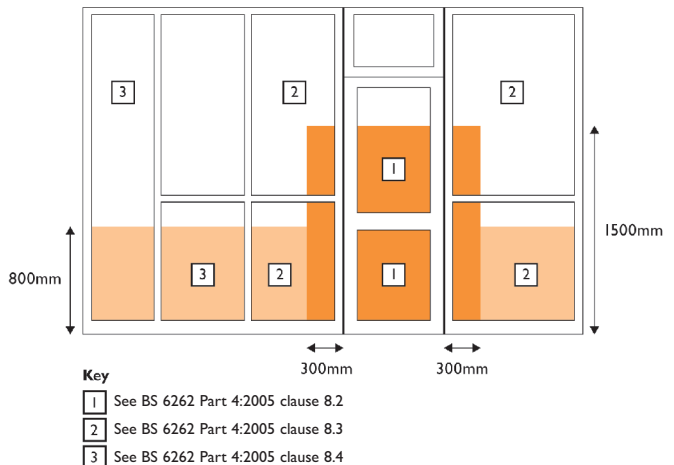 3
2
2
1
1500mm
800mm
3
2
1
2
300mm
300mm
Key
1 See BS 6262 Part 4:2005 clause 8.2
2 See BS 6262 Part 4:2005 clause 8.3
3 See BS 6262 Part 4:2005 clause 8.4